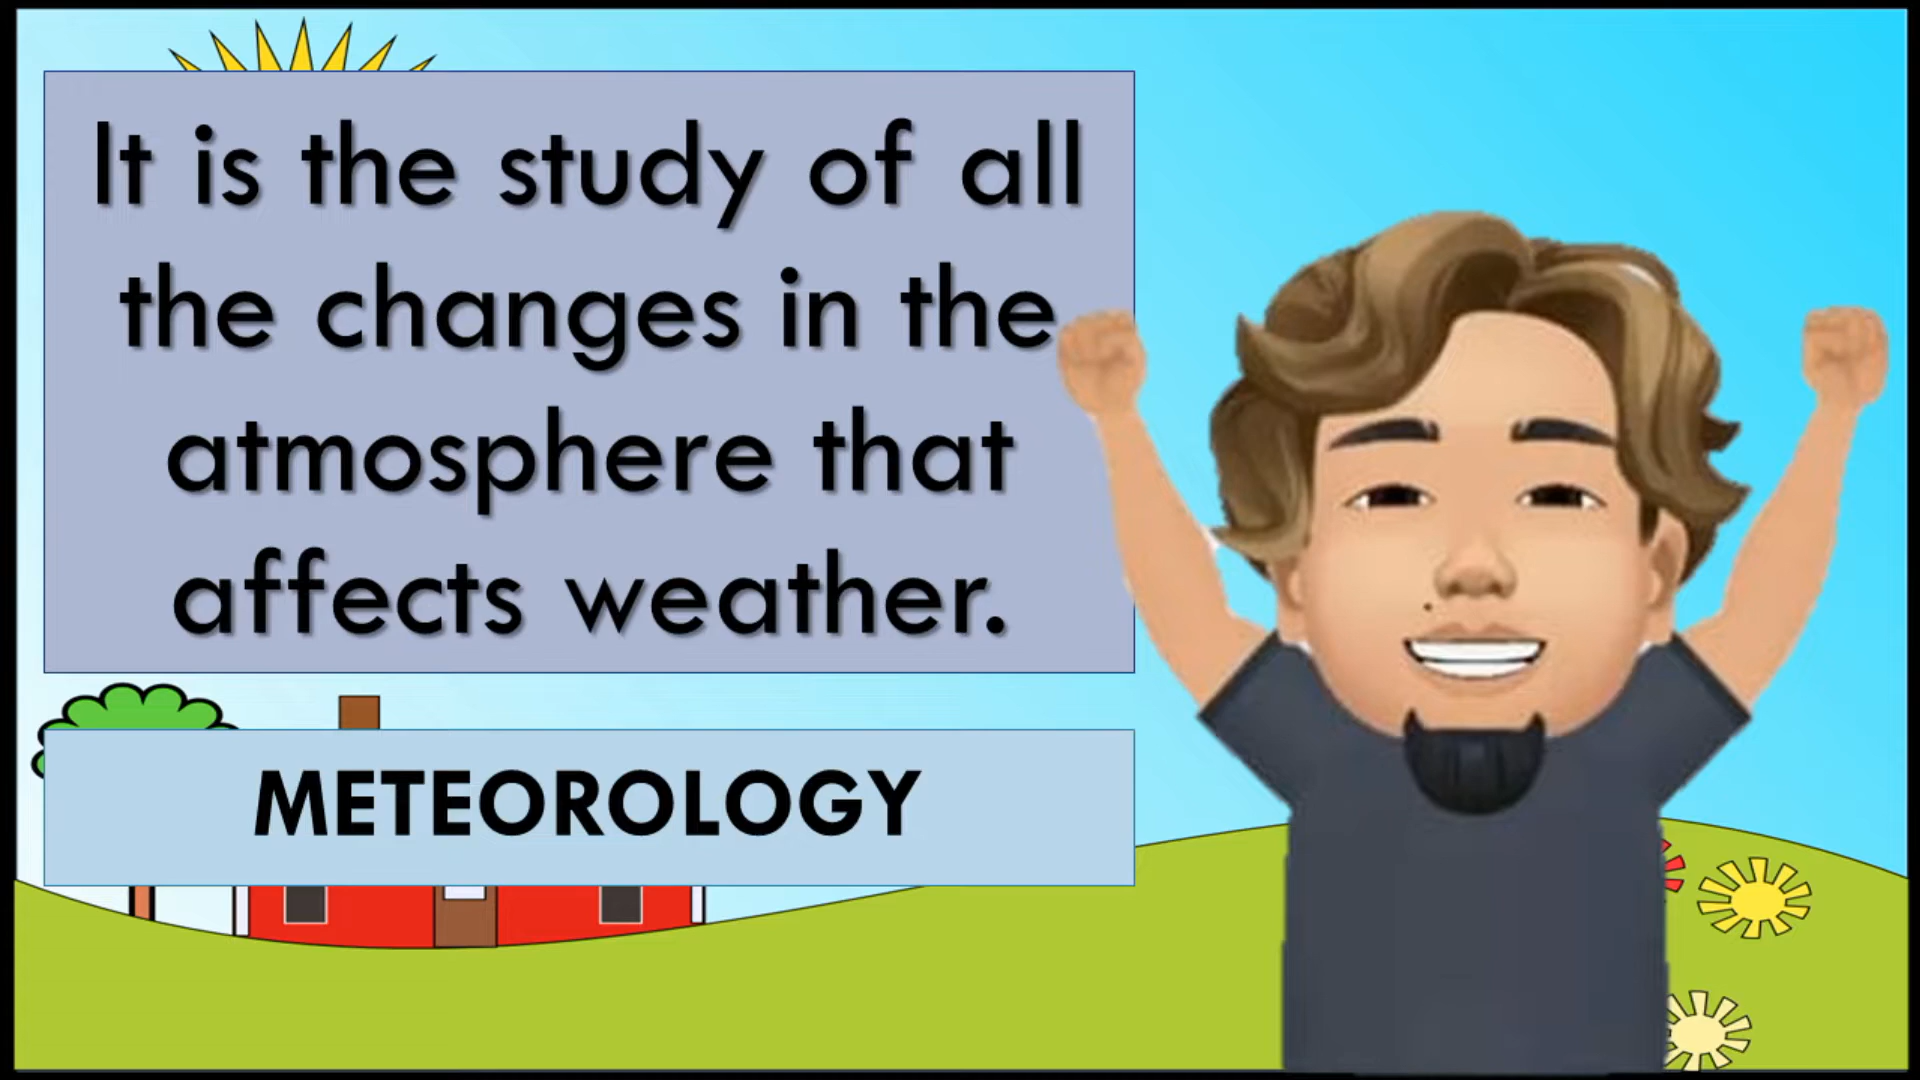 It is the study of all
the changes in the
atmosphere that
affects weather.
METEOROLOGY